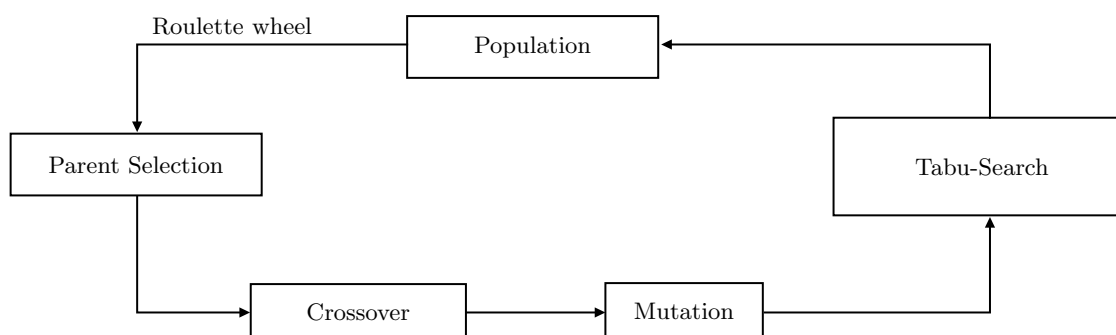 Roulette wheel
Population
Parent Selection
Tabu-Search
Crossover
Mutation